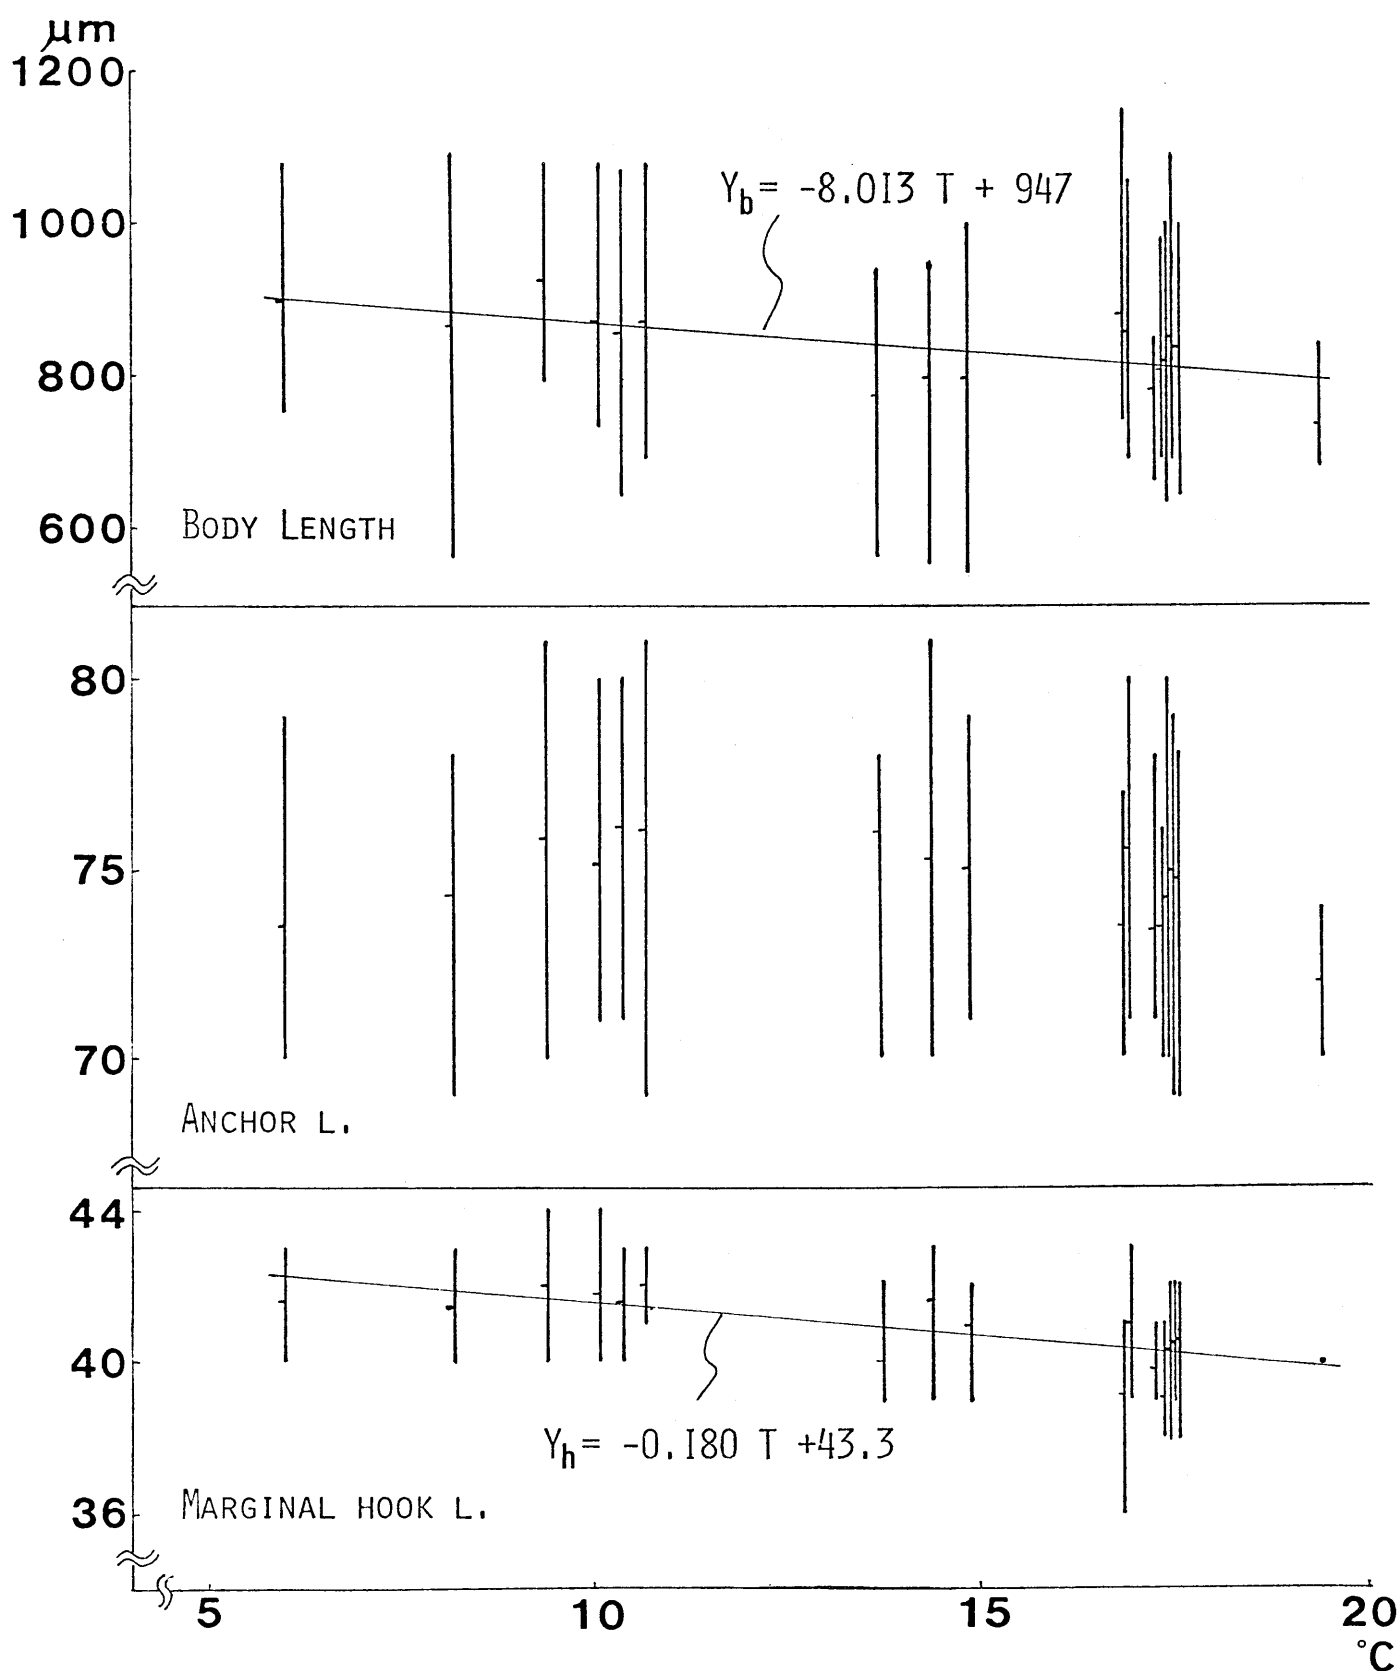 μm
1200
1000
800
600
Yb= -8.013 T + 947
BODY LENGTH
80
75
70
ANCHOR L.
44
40
36
Yh= -0.180 T +43.3
MARGINAL HOOK L.
5 10 15 20
°C